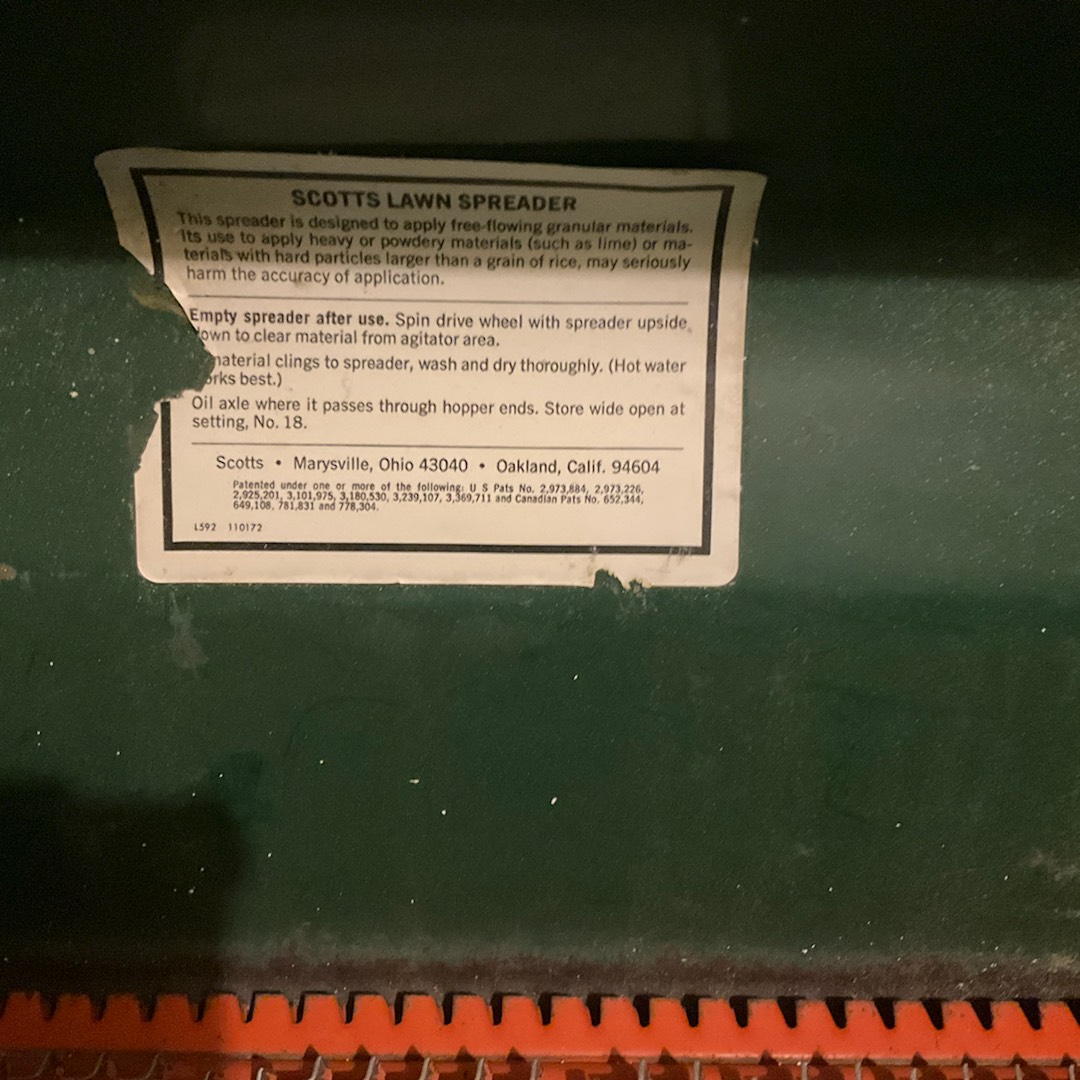 SCOTTS LAWN SPREADER
This spreader is designed to apply free-flowing granular materials.
Its use to apply heavy or powdery materials (such as lime) or ma-
terials with hard particles larger than a grain of rice, may seriously
harm the accuracy of application.
Empty spreader after use. Spin drive wheel with spreader upside
own to clear material from agitator area.
material clings to spreader, wash and dry thoroughly. (Hot water
orks best.)
Oil axle where it passes through hopper ends. Store wide open at
setting, No. 18.
Scotts • Marysville, Ohio 43040 • Oakland, Calif. 94604
Patented under one or more of the following: U S Pats No. 2,973,884, 2,973,226,
2,925,201, 3,101,975, 3,180,530, 3,239,107, 3,369,711 and Canadian Pats No. 652,344,
649,108, 781,831 and 778,304.
L592 110172